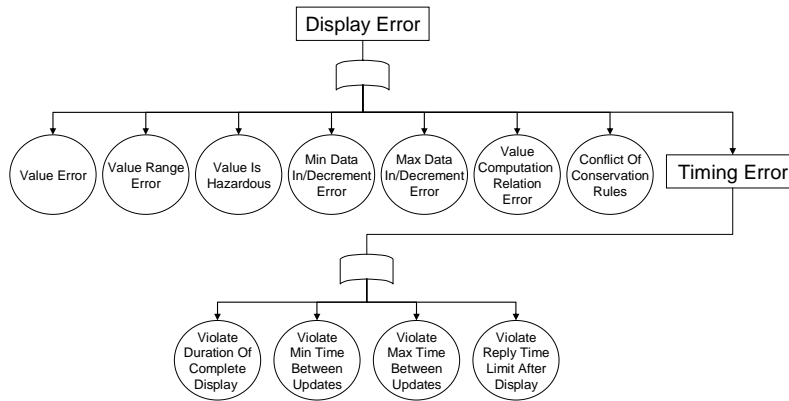 Display Error
Value Error
Value Range
Error
Value Is
Hazardous
Min Data
In/Decrement
Error
Max Data
In/Decrement
Error
Value
Computation
Relation
Error
Conflict Of
Conservation
Rules
Timing Error
Violate
Duration Of
Complete
Display
Violate
Min Time
Between
Updates
Violate
Max Time
Between
Updates
Violate
Reply Time
Limit After
Display